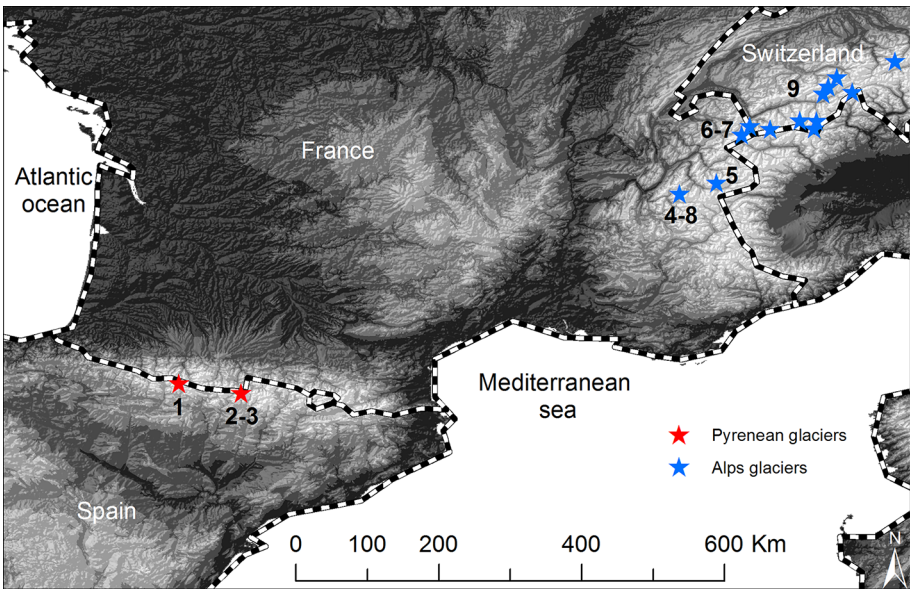 Switzerland
9
6-7
France
Atlantic
ocean
5
4-8
Mediterranean
sea
1
2-3
Pyrenean glaciers
Alps glaciers
Spain
0 100 200 400 600 Km
N